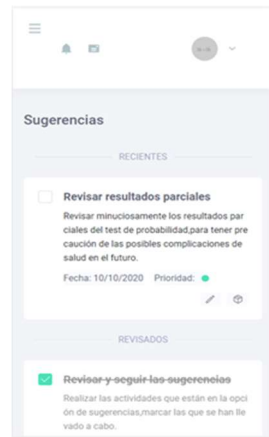 Sugerencias
RECIENTES
Revisar resultados parciales
Revisar minuciosamente los resultados par
ciales del test de probabilidad,para tener pre
caución de las posibles complicaciones de
salud en el futuro.
Fecha: 10/10/2020 Prioridad:
REVISADOS
Revisar y seguir las sugerencias
Realizar las actividades que están en la opci
ón de sugerencias,marcar las que se han lle
vado a cabo.